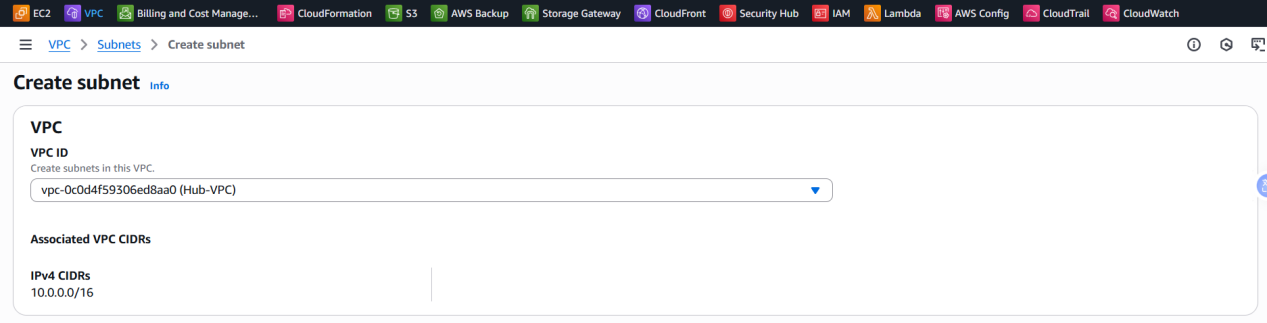 EC2 VPC Billing and Cost Manage... CloudFormation S3 AWS Backup Storage Gateway CloudFront Security Hub IAM Lambda AWS Config CloudTrail CloudWatch
VPC > Subnets > Create subnet
Create subnet Info
VPC
VPC ID
Create subnets in this VPC.
vpc-0c0d4f59306ed8aa0 (Hub-VPC)
Associated VPC CIDRs
IPv4 CIDRs
10.0.0.0/16